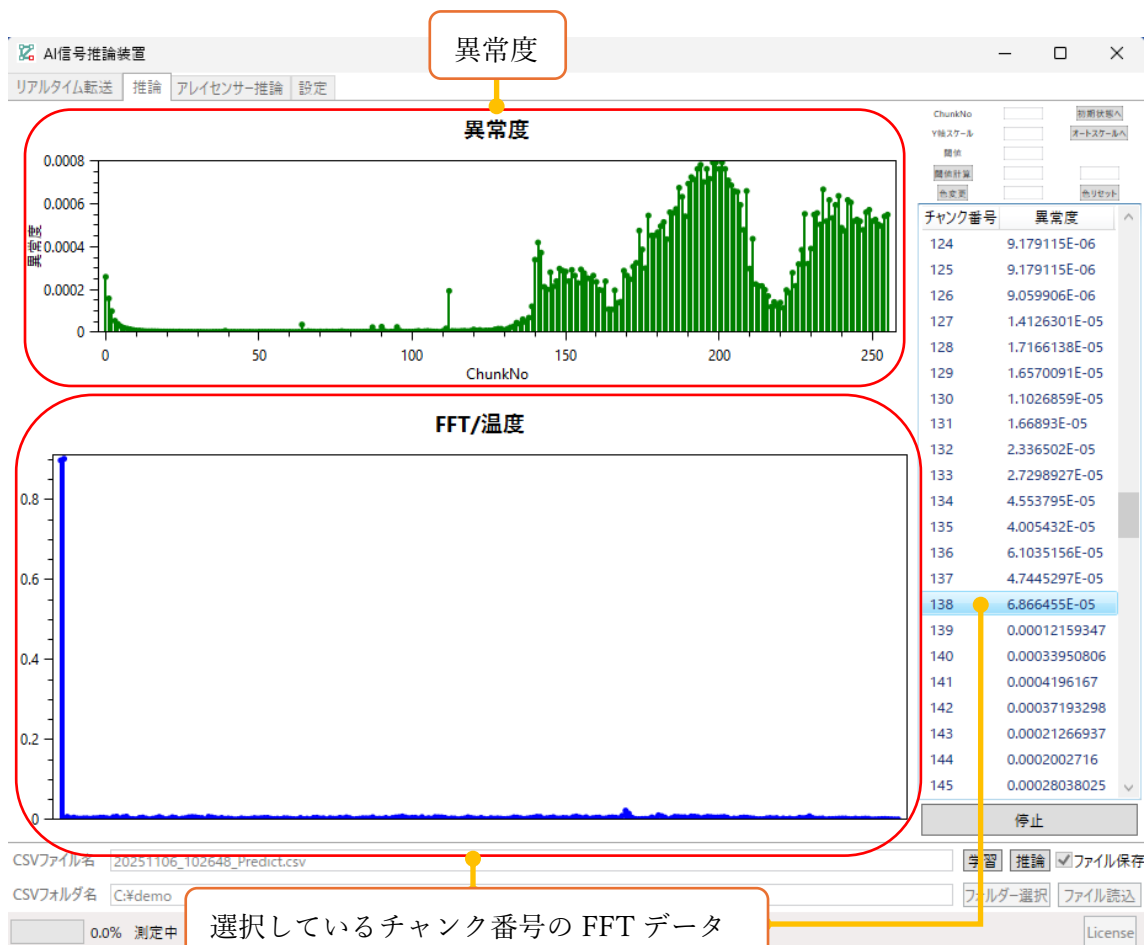 異常度
AI信号推論装置
リアルタイム転送 推論 アレイセンサー推論 設定
異常度
0.0008
0.0006
0.0004
0.0002
0
異常度
0 50 100 150 200 250
ChunkNo
FFT/温度
0.8
0.6
0.4
0.2
0
ChunkNo 初期状態へ
Y軸スケール オートスケールへ
閾値
閾値計算
色変更 色リセット
チャンク番号 異常度
124 9.179115E-06
125 9.179115E-06
126 9.059906E-06
127 1.4126301E-05
128 1.7166138E-05
129 1.6570091E-05
130 1.1026859E-05
131 1.66893E-05
132 2.336502E-05
133 2.7298927E-05
134 4.553795E-05
135 4.005432E-05
136 6.1035156E-05
137 4.7445297E-05
138 6.866455E-05
139 0.00012159347
140 0.00033950806
141 0.0004196167
142 0.00037193298
143 0.00021266937
144 0.0002002716
145 0.00028038025
停止
CSVファイル名 20251106_102648_Predict.csv 学習 推論 ファイル保存
CSVフォルダ名 C:¥demo フォルダー選択 ファイル読込
0.0% 測定中 License
選択しているチャンク番号の FFT データ